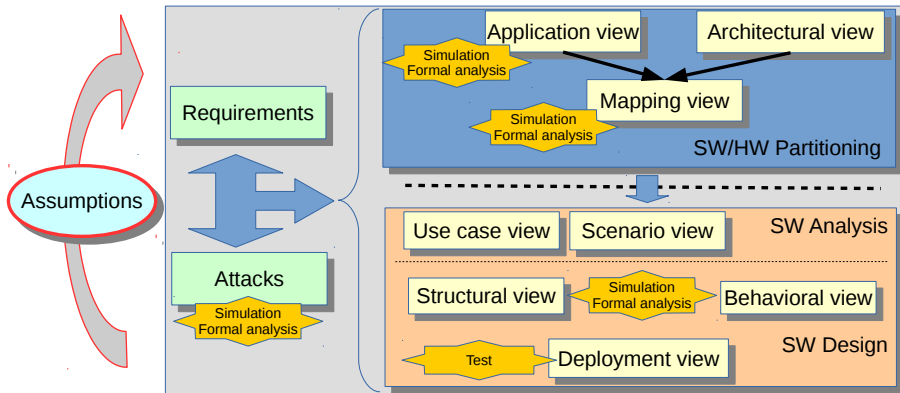 Application view
Architectural view
Simulation
Formal analysis
Mapping view
Simulation
Formal analysis
SW/HW Partitioning
Requirements
Assumptions
Attacks
Simulation
Formal analysis
Use case view
Scenario view
SW Analysis
Structural view
Simulation
Formal analysis
Behavioral view
Test
Deployment view
SW Design